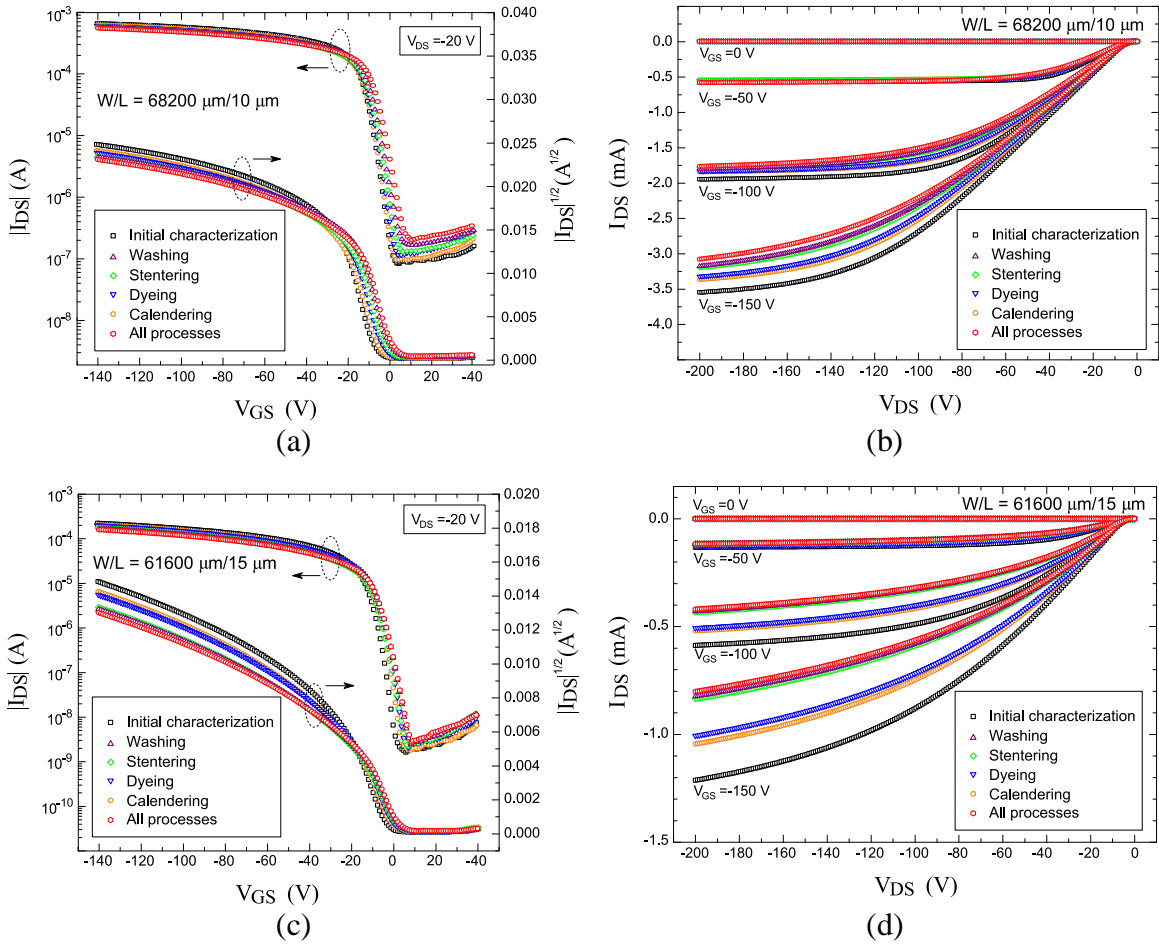 V_DS=-20 V
W/L = 68200 μm/10 μm
|I_DS| (A)
10^-3
10^-4
10^-5
10^-6
10^-7
10^-8
Initial characterization
Washing
Stentering
Dyeing
Calendering
All processes
0.040
0.035
0.030
0.025
0.020
0.015
0.010
0.005
0.000
|I_DS|^1/2 (A^1/2)
-140 -120 -100 -80 -60 -40 -20 0 -20 -40
V_GS (V)
(a)
W/L = 68200 μm/10 μm
V_GS=0 V
V_GS=-50 V
V_GS=-100 V
V_GS=-150 V
I_DS (mA)
0.0
-0.5
-1.0
-1.5
-2.0
-2.5
-3.0
-3.5
-4.0
Initial characterization
Washing
Stentering
Dyeing
Calendering
All processes
-200 -180 -160 -140 -120 -100 -80 -60 -40 -20 0
V_DS (V)
(b)
V_DS=-20 V
W/L = 61600 μm/15 μm
|I_DS| (A)
10^-3
10^-4
10^-5
10^-6
10^-7
10^-8
10^-9
10^-10
Initial characterization
Washing
Stentering
Dyeing
Calendering
All processes
0.020
0.018
0.016
0.014
0.012
0.010
0.008
0.006
0.004
0.002
0.000
|I_DS|^1/2 (A^1/2)
-140 -120 -100 -80 -60 -40 -20 0 -20 -40
V_GS (V)
(c)
W/L = 61600 μm/15 μm
V_GS=0 V
V_GS=-50 V
V_GS=-100 V
V_GS=-150 V
I_DS (mA)
0.0
-0.5
-1.0
-1.5
Initial characterization
Washing
Stentering
Dyeing
Calendering
All processes
-200 -180 -160 -140 -120 -100 -80 -60 -40 -20 0
V_DS (V)
(d)